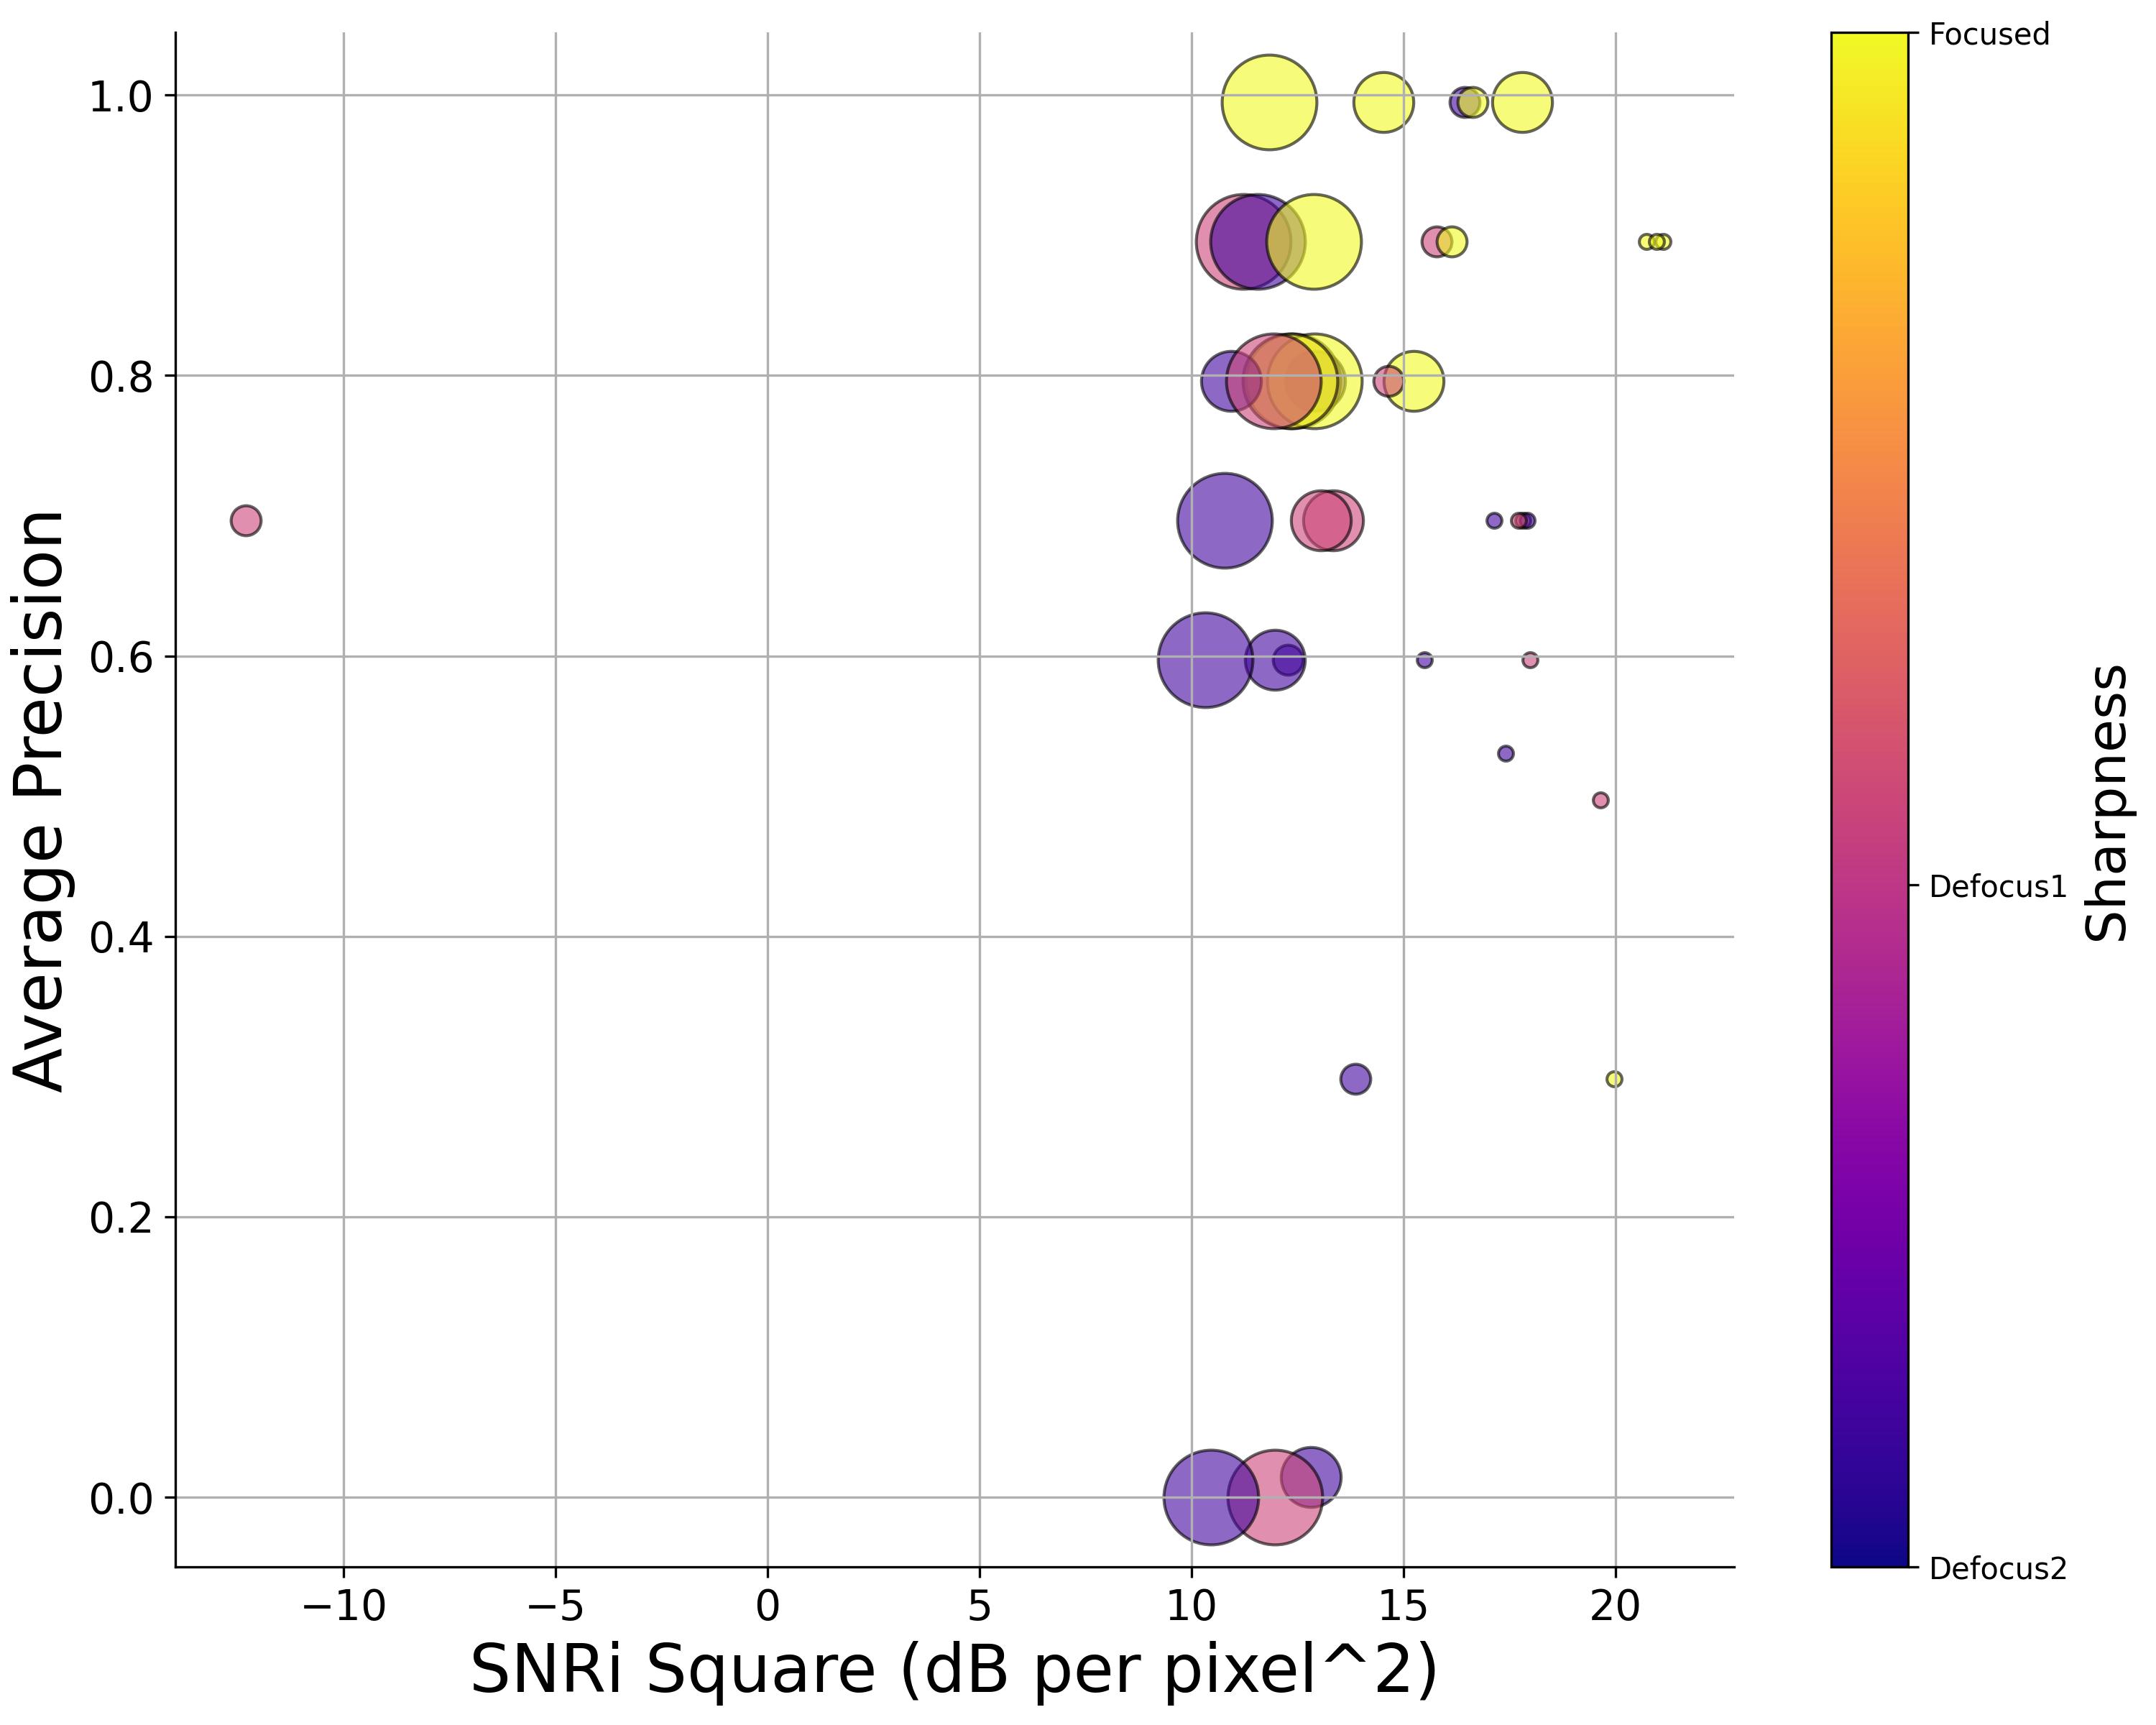 Average Precision
1.0
0.8
0.6
0.4
0.2
0.0
−10 −5 0 5 10 15 20
SNRi Square (dB per pixel^2)
Focused
Defocus1
Defocus2
Sharpness